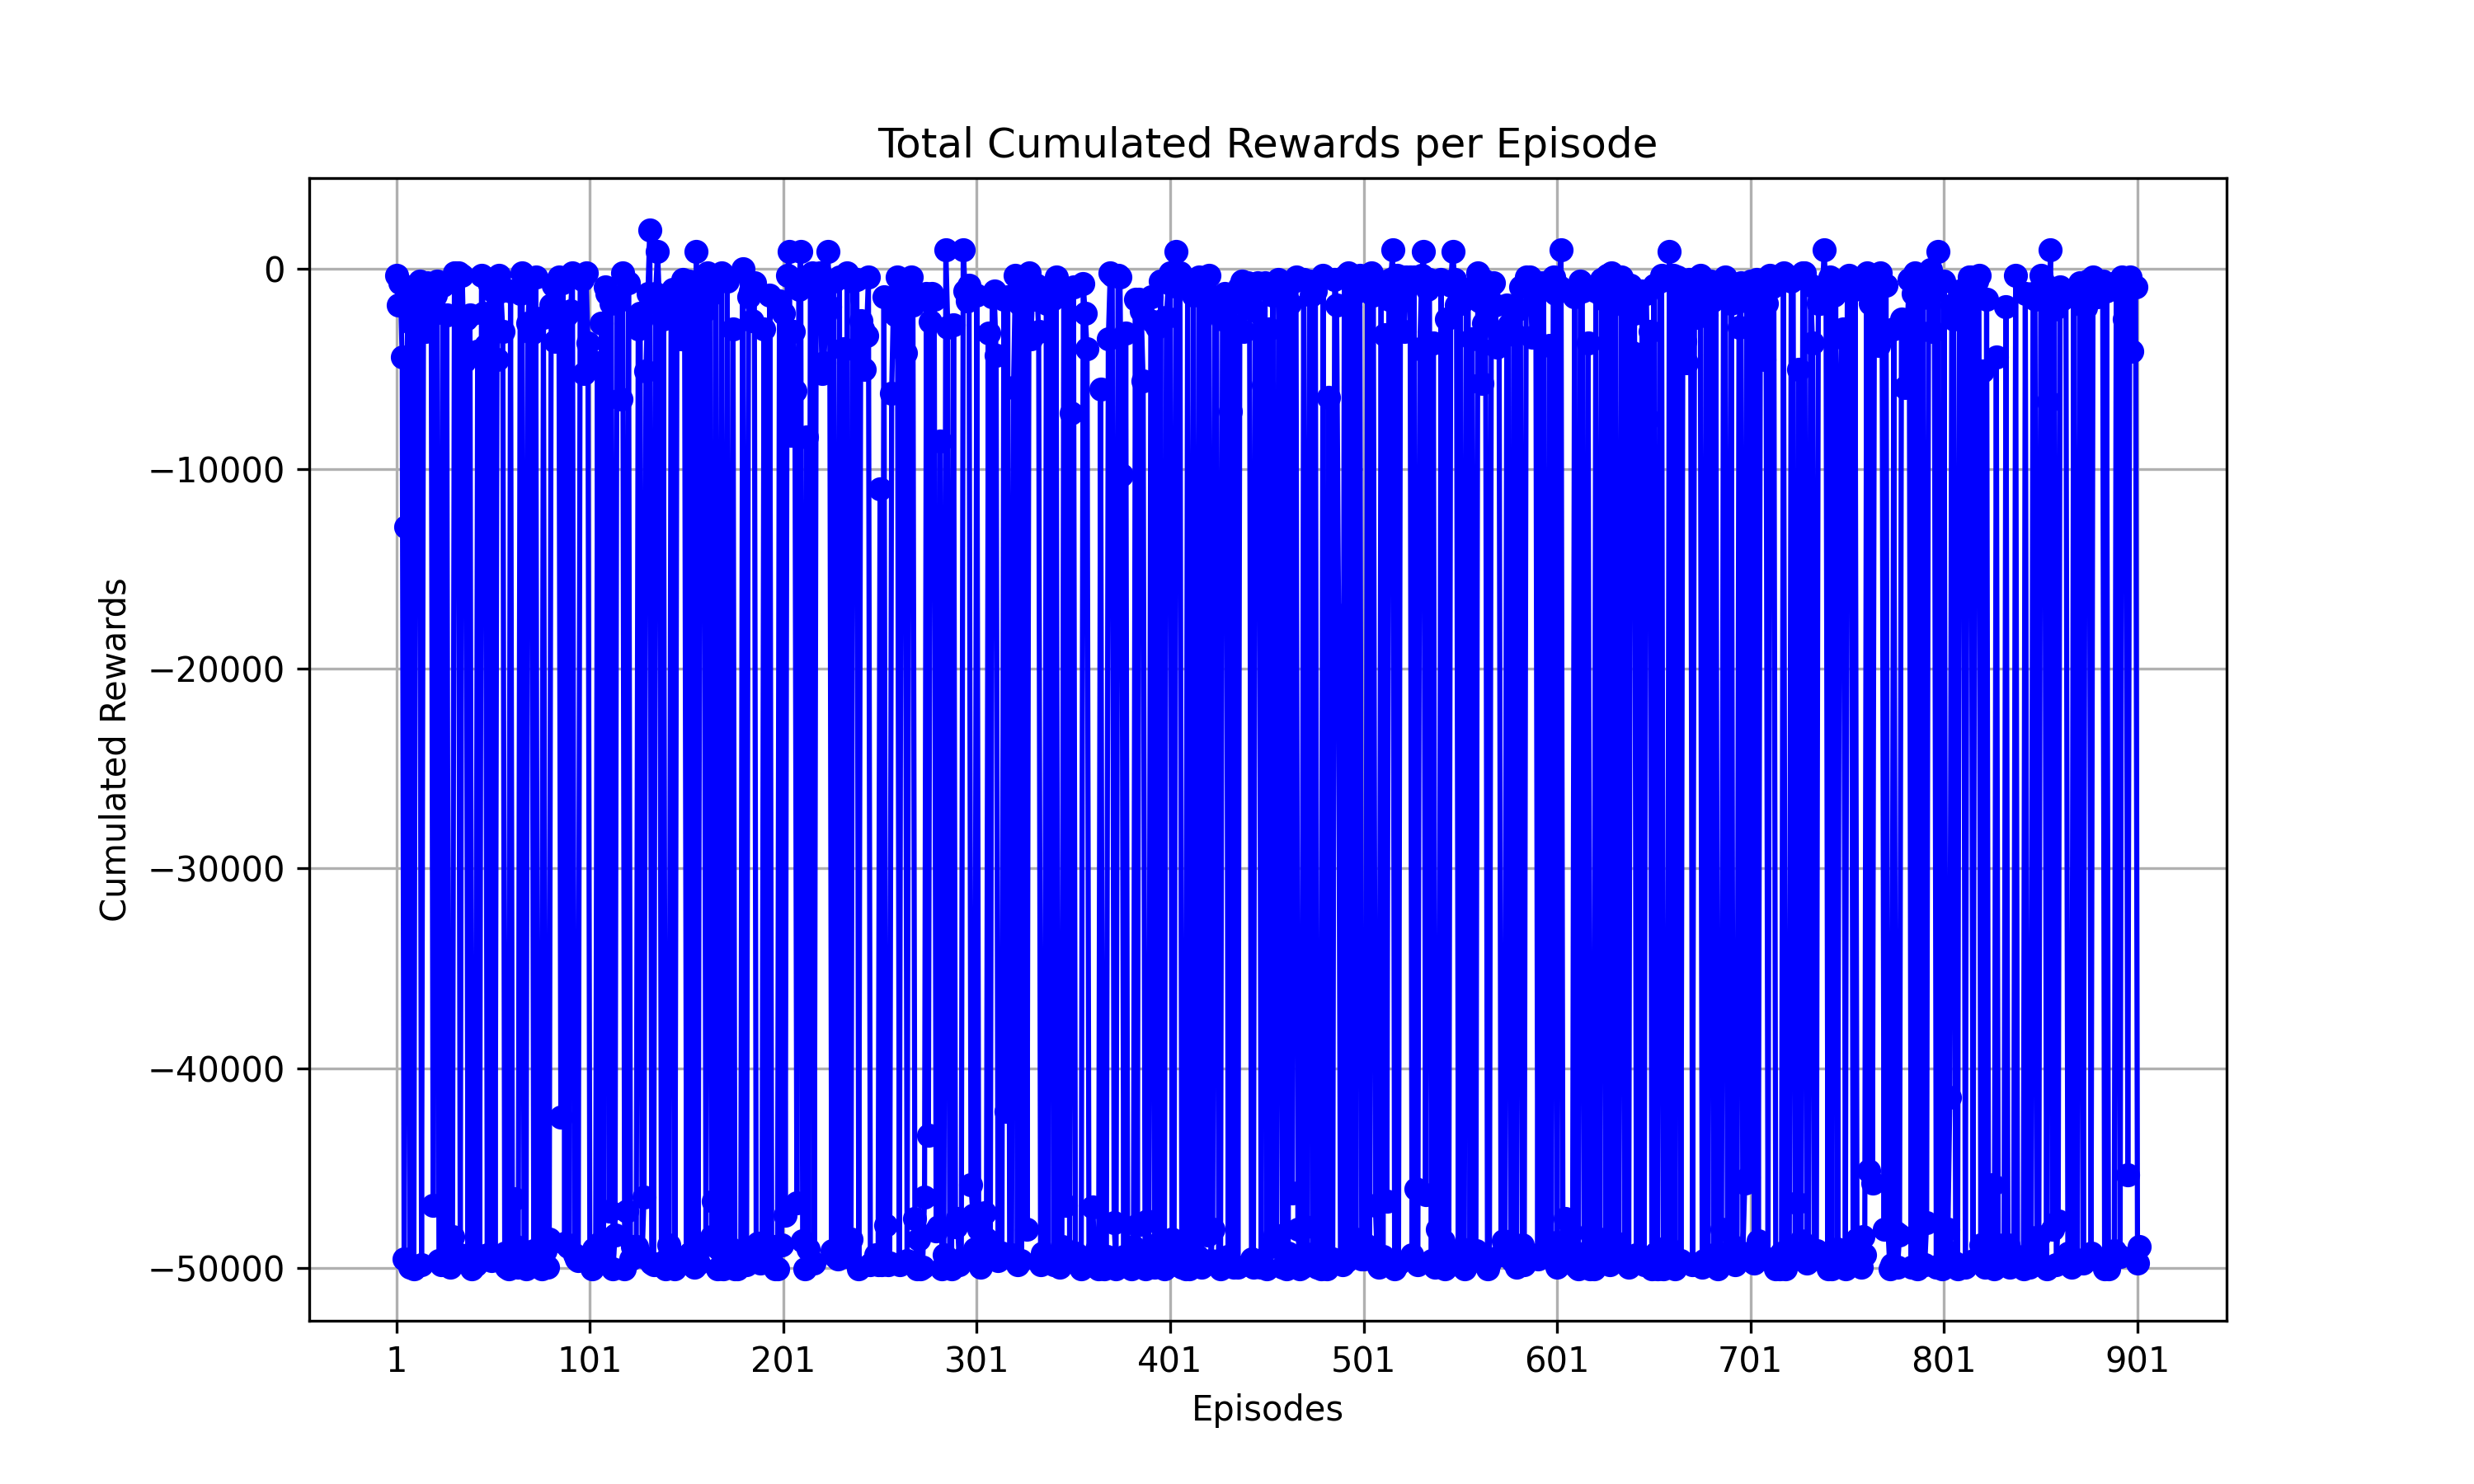 Total Cumulated Rewards per Episode
0
−10000
−20000
−30000
−40000
−50000
Cumulated Rewards
1 101 201 301 401 501 601 701 801 901
Episodes